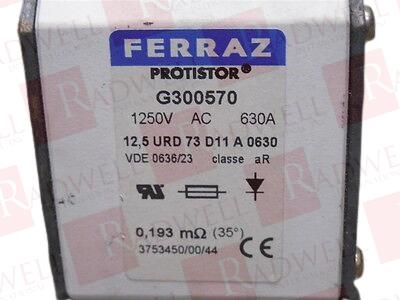 FERRAZ
PROTISTOR®
G300570
1250V AC 630A
12,5 URD 73 D11 A 0630
VDE 0636/23 classe aR
0,193 mΩ (35°)
3753450/00/44 CE
RADWELL